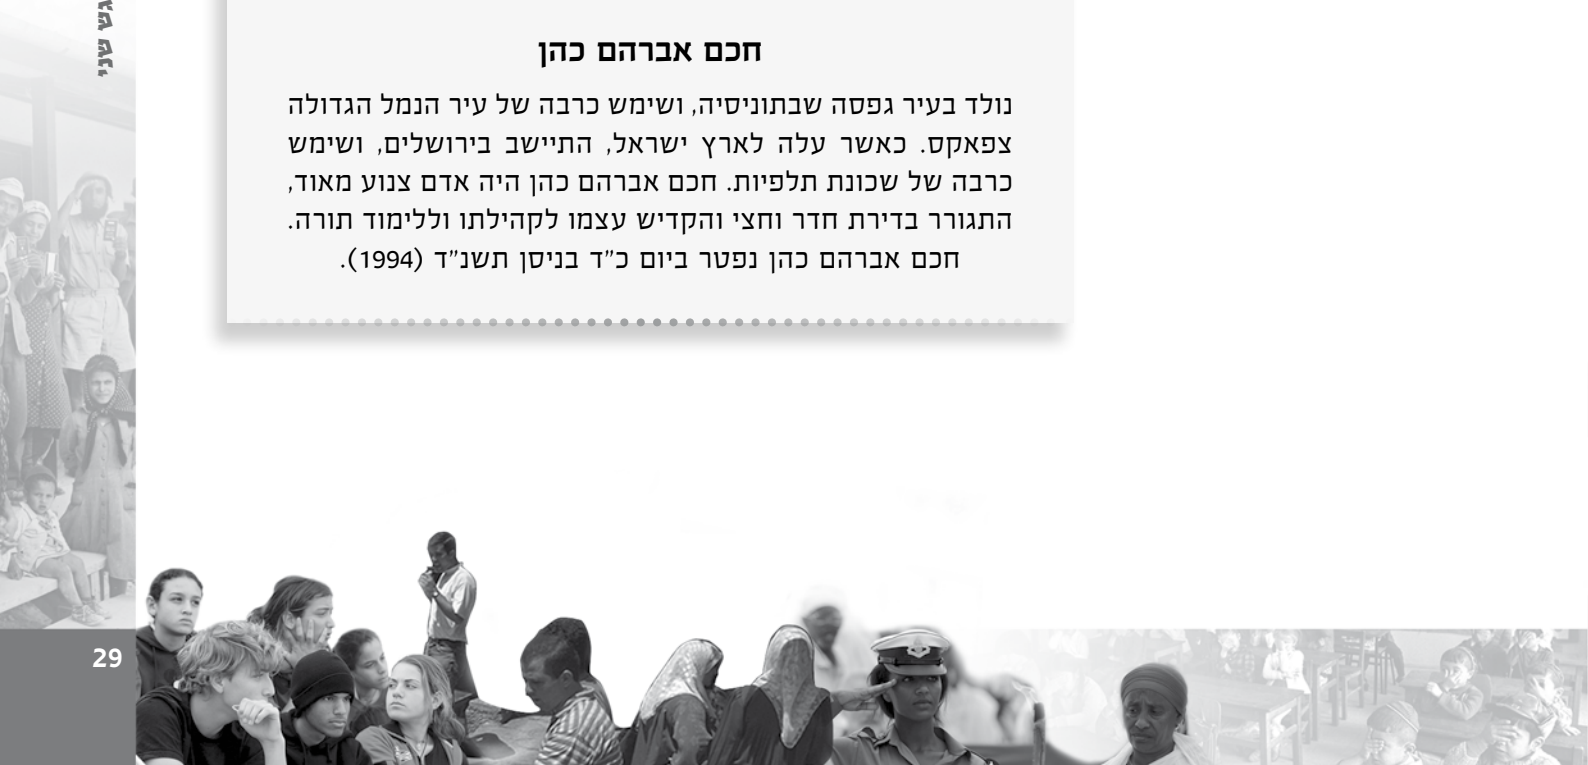 חכם אברהם כהן
נולד בעיר גפסה שבתוניסיה, ושימש כרבה של עיר הנמל הגדולה
צפאקס. כאשר עלה לארץ ישראל, התיישב בירושלים, ושימש
כרבה של שכונת תלפיות. חכם אברהם כהן היה אדם צנוע מאוד,
התגורר בדירת חדר וחצי והקדיש עצמו לקהילתו וללימוד תורה.
חכם אברהם כהן נפטר ביום כ"ד בניסן תשנ"ד (1994).
שני
29